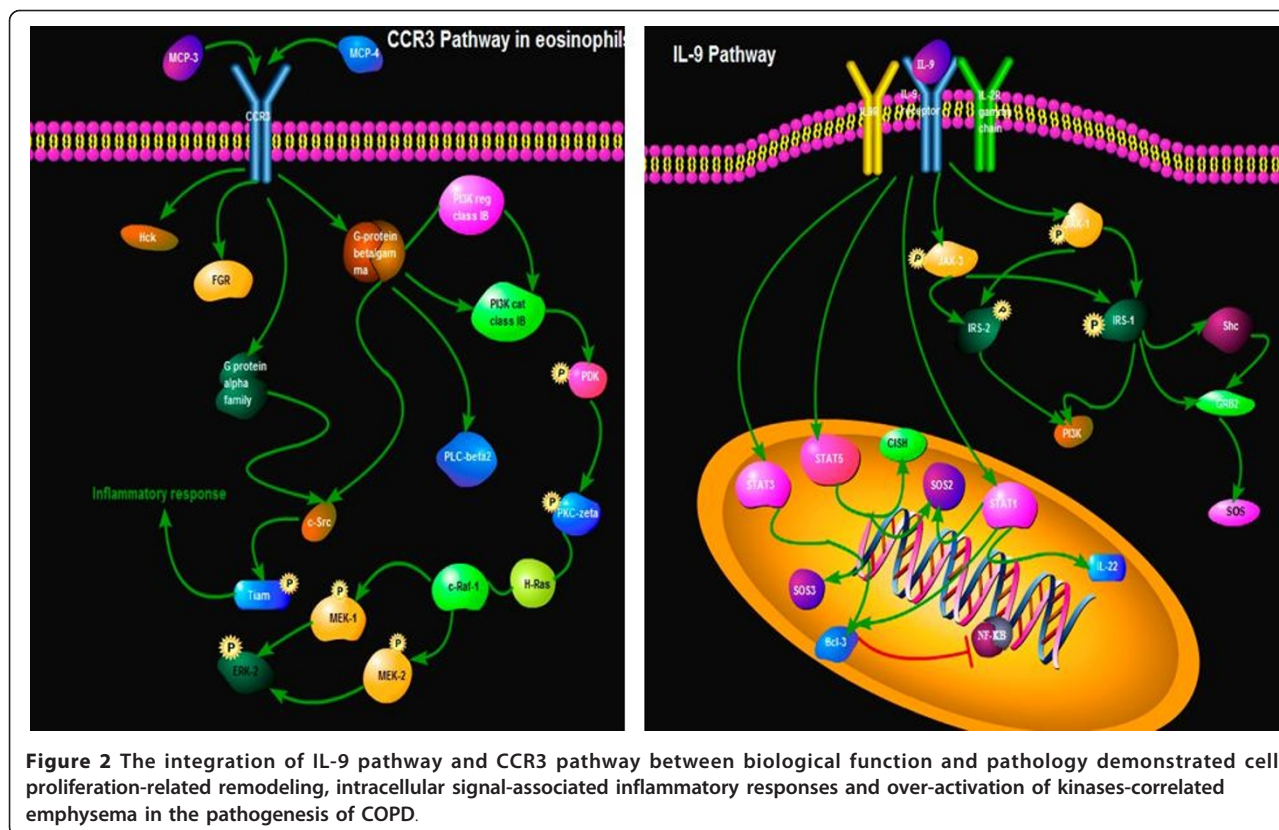 CCR3 Pathway in eosinophils
MCP-3
MCP-4
CCR3
Hck
FGR
G-protein
betalgam
ma
PI3K reg
class IB
PI3K cat
class IB
G protein
alpha
family
P
PDK
PLC-beta2
Inflammatory response
c-Src
P
PKC-zeta
Tiam
P
P
MEK-1
c-Raf-1
H-Ras
P
ERK-2
P
MEK-2
IL-9 Pathway
IL-9
IL9R
IL-9
receptor
IL-2R
gamma
chain
JAK-1
P
P
JAK-3
IRS-2
P
P
IRS-1
Shc
GRB2
PI3K
SOS
STAT3
STAT5
CISH
SOS2
STAT1
SOS3
IL-22
Bcl-3
NF-KB
Figure 2 The integration of IL-9 pathway and CCR3 pathway between biological function and pathology demonstrated cell
proliferation-related remodeling, intracellular signal-associated inflammatory responses and over-activation of kinases-correlated
emphysema in the pathogenesis of COPD.